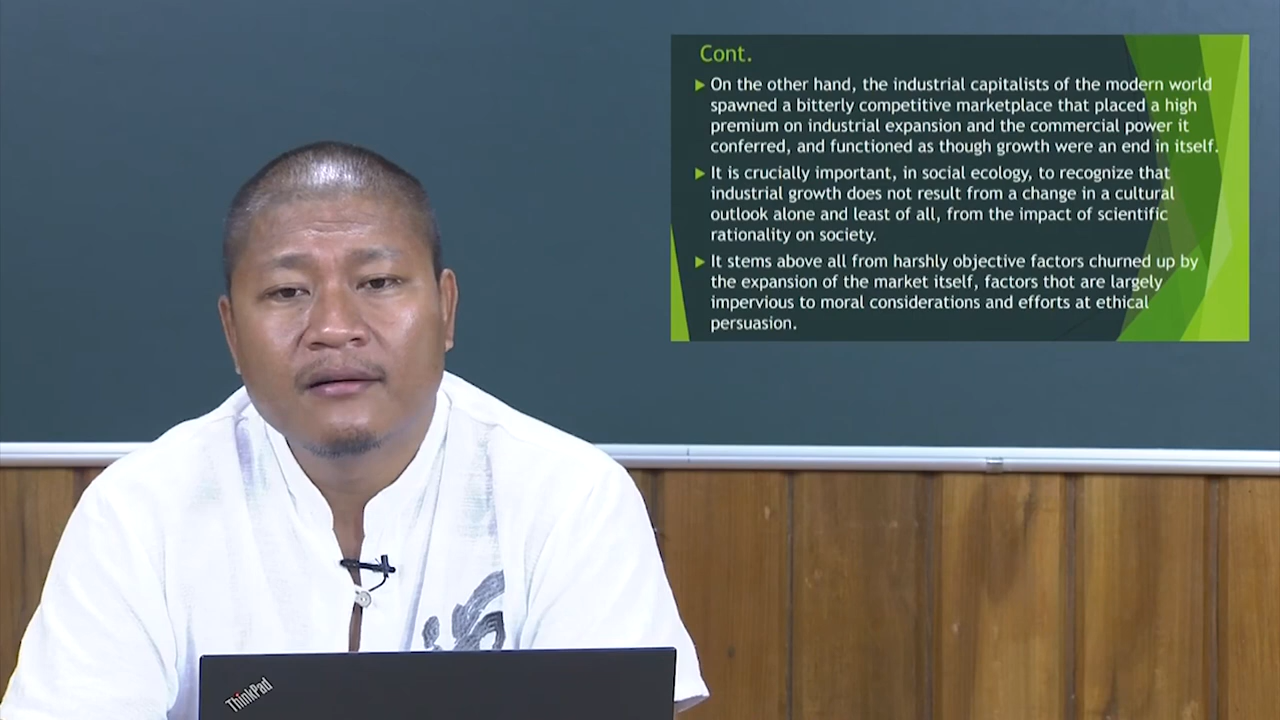 Cont.
On the other hand, the industrial capitalists of the modern world
spawned a bitterly competitive marketplace that placed a high
premium on industrial expansion and the commercial power it
conferred, and functioned as though growth were an end in itself.
It is crucially important, in social ecology, to recognize that
industrial growth does not result from a change in a cultural
outlook alone and least of all, from the impact of scientific
rationality on society.
It stems above all from harshly objective factors churned up by
the expansion of the market itself, factors that are largely
impervious to moral considerations and efforts at ethical
persuasion.
ThinkPad